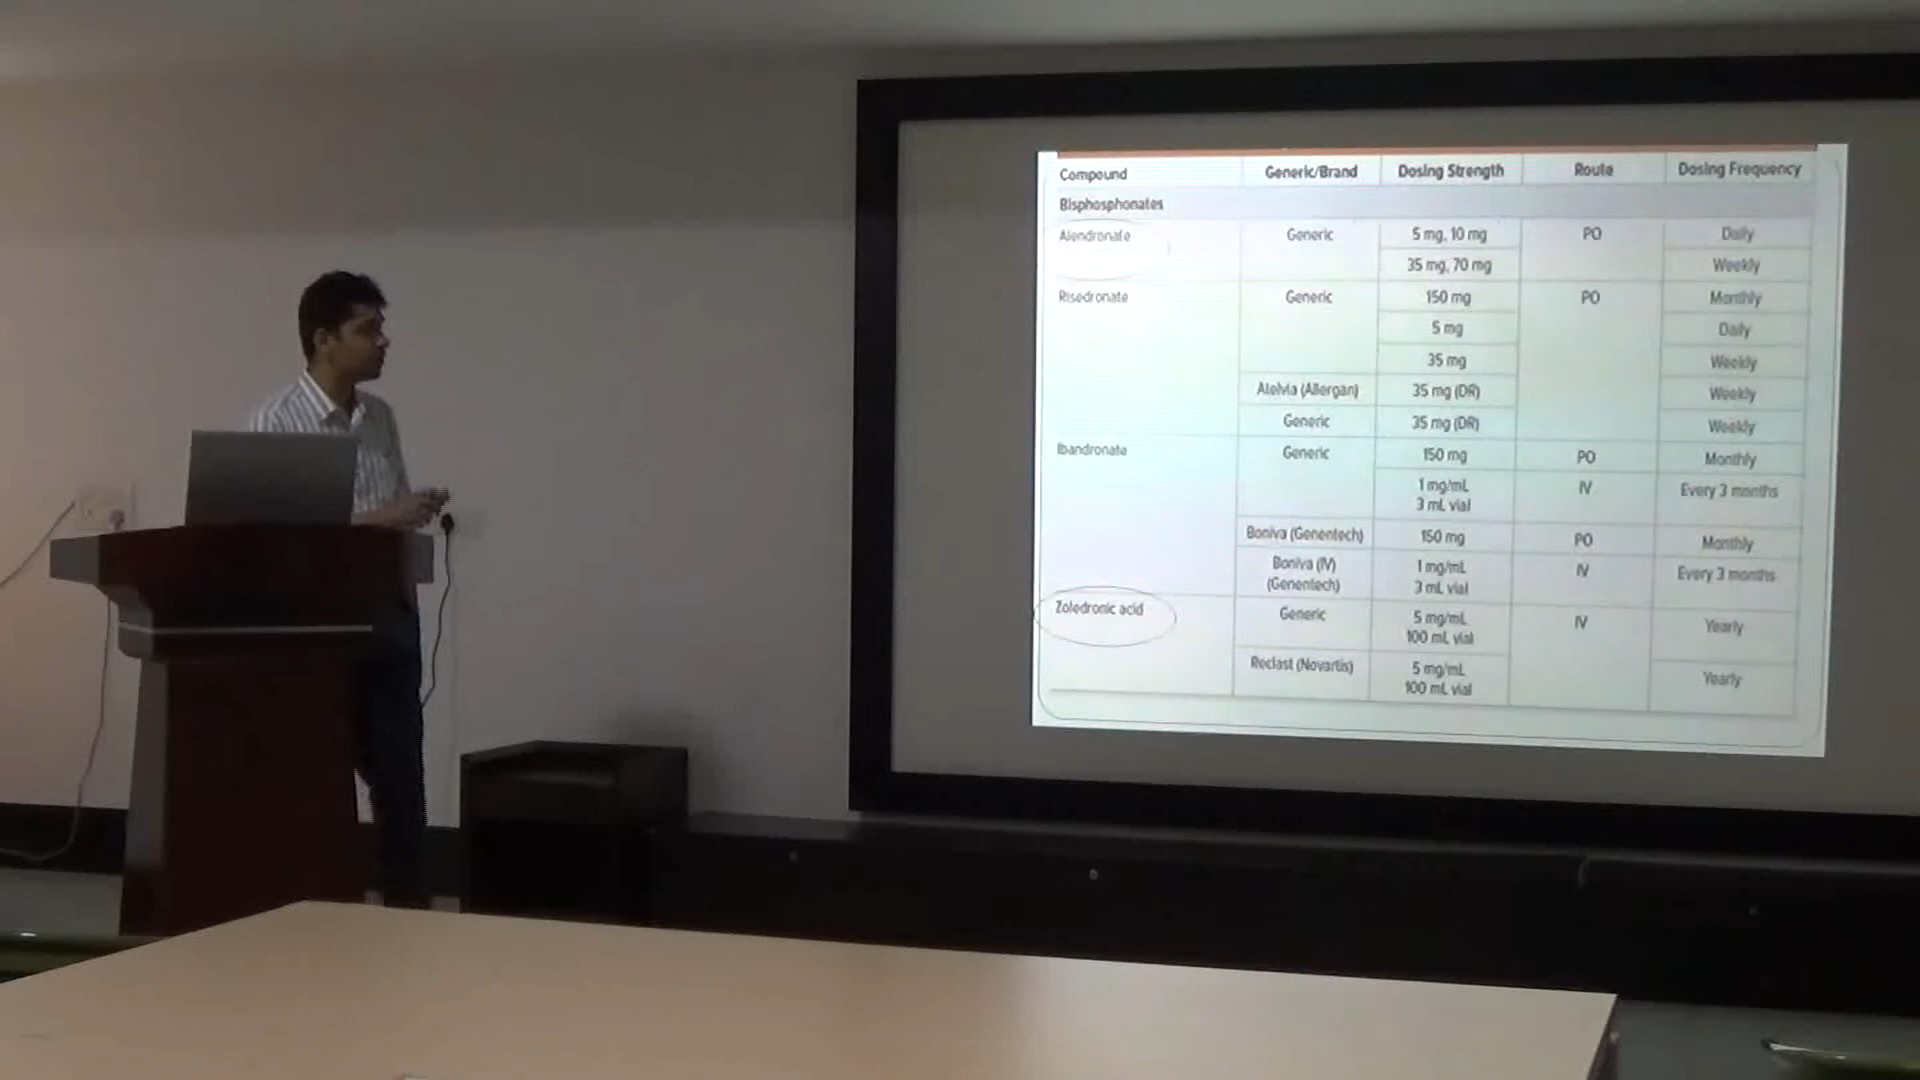 Compound Generic/Brand Dosing Strength Route Dosing Frequency
Bisphosphonates
Alendronate Generic 5 mg, 10 mg PO Daily
35 mg, 70 mg Weekly
Risedronate Generic 150 mg PO Monthly
5 mg Daily
35 mg Weekly
Atelvia (Allergan) 35 mg (DR) Weekly
Generic 35 mg (DR) Weekly
Ibandronate Generic 150 mg PO Monthly
1 mg/mL IV Every 3 months
3 mL vial
Boniva (Genentech) 150 mg PO Monthly
Boniva (IV) 1 mg/mL IV Every 3 months
(Genentech) 3 mL vial
Zoledronic acid Generic 5 mg/mL IV Yearly
100 mL vial
Reclast (Novartis) 5 mg/mL Yearly
100 mL vial